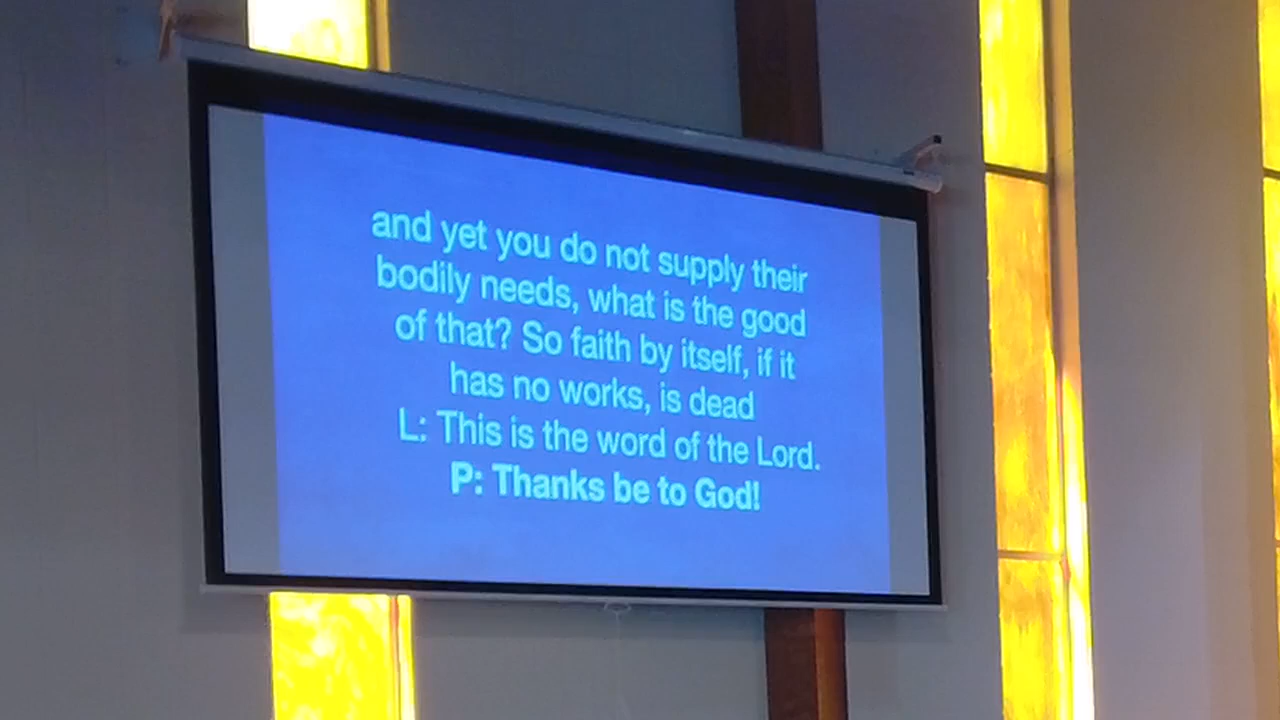 and yet you do not supply their
bodily needs, what is the good
of that? So faith by itself, if it
has no works, is dead
L: This is the word of the Lord.
P: Thanks be to God!